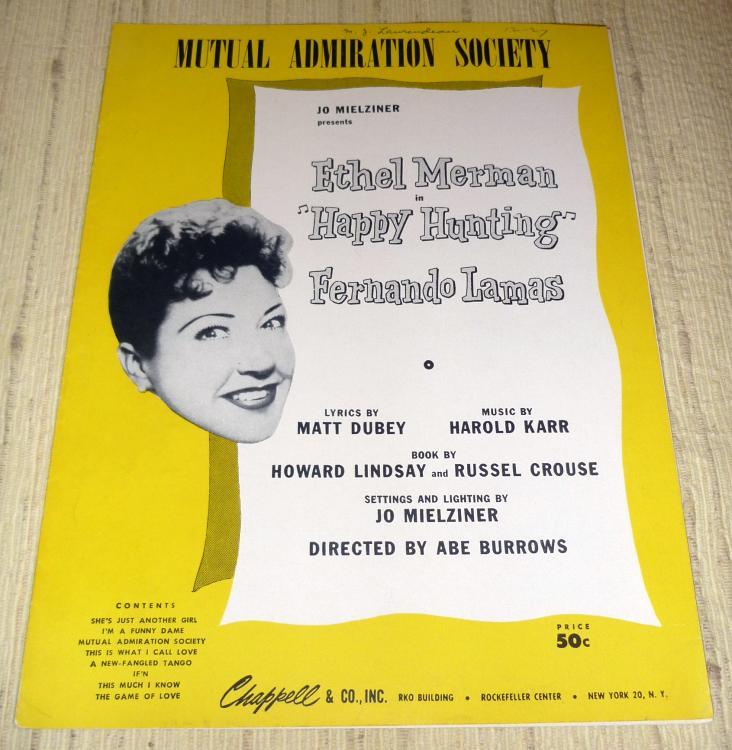 M. J. Laurendeau 12-27
MUTUAL ADMIRATION SOCIETY
JO MIELZINER
presents
Ethel Merman
in
"Happy Hunting"
Fernando Lamas
LYRICS BY
MATT DUBEY
MUSIC BY
HAROLD KARR
BOOK BY
HOWARD LINDSAY and RUSSEL CROUSE
SETTINGS AND LIGHTING BY
JO MIELZINER
DIRECTED BY ABE BURROWS
CONTENTS
SHE'S JUST ANOTHER GIRL
I'M A FUNNY DAME
MUTUAL ADMIRATION SOCIETY
THIS IS WHAT I CALL LOVE
A NEW-FANGLED TANGO
IF'N
THIS MUCH I KNOW
THE GAME OF LOVE
PRICE
50c
Chappell & CO., INC. RKO BUILDING • ROCKEFELLER CENTER • NEW YORK 20, N. Y.